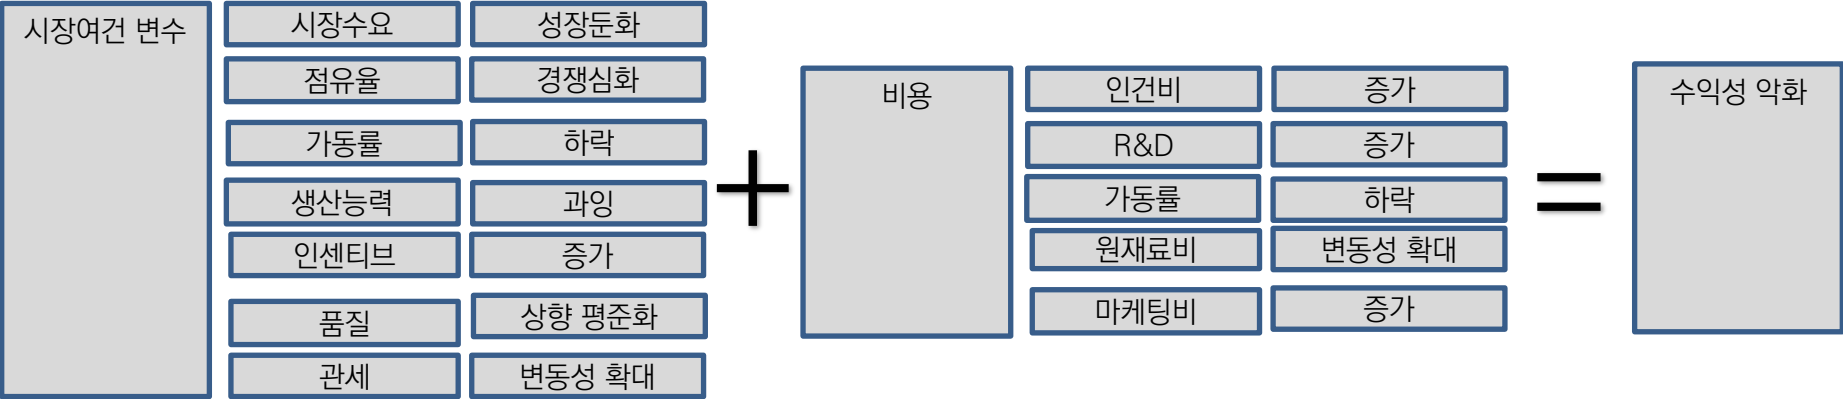 시장여건 변수
시장수요 성장둔화
점유율 경쟁심화
가동률 하락
생산능력 과잉
인센티브 증가
품질 상향 평준화
관세 변동성 확대
+
비용
인건비 증가
R&D 증가
가동률 하락
원재료비 변동성 확대
마케팅비 증가
=
수익성 악화